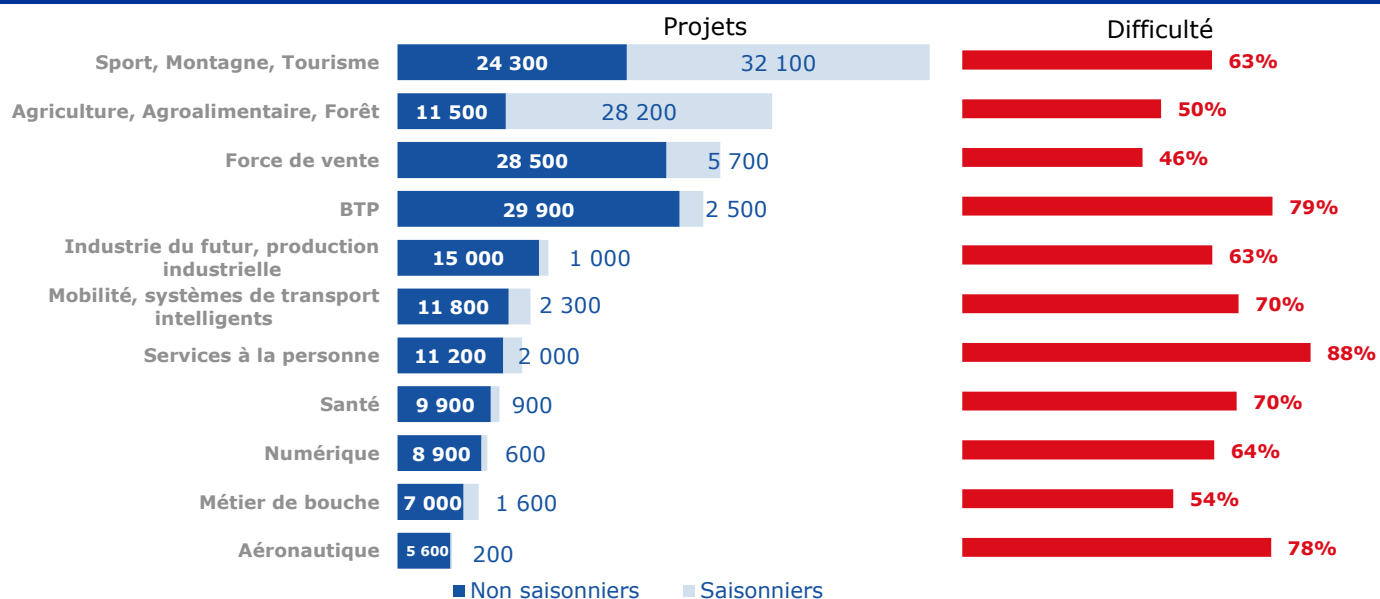 Projets
Difficulté
Sport, Montagne, Tourisme 24 300 32 100 63%
Agriculture, Agroalimentaire, Forêt 11 500 28 200 50%
Force de vente 28 500 5 700 46%
BTP 29 900 2 500 79%
Industrie du futur, production
industrielle 15 000 1 000 63%
Mobilité, systèmes de transport
intelligents 11 800 2 300 70%
Services à la personne 11 200 2 000 88%
Santé 9 900 900 70%
Numérique 8 900 600 64%
Métier de bouche 7 000 1 600 54%
Aéronautique 5 600 200 78%
Non saisonniers Saisonniers